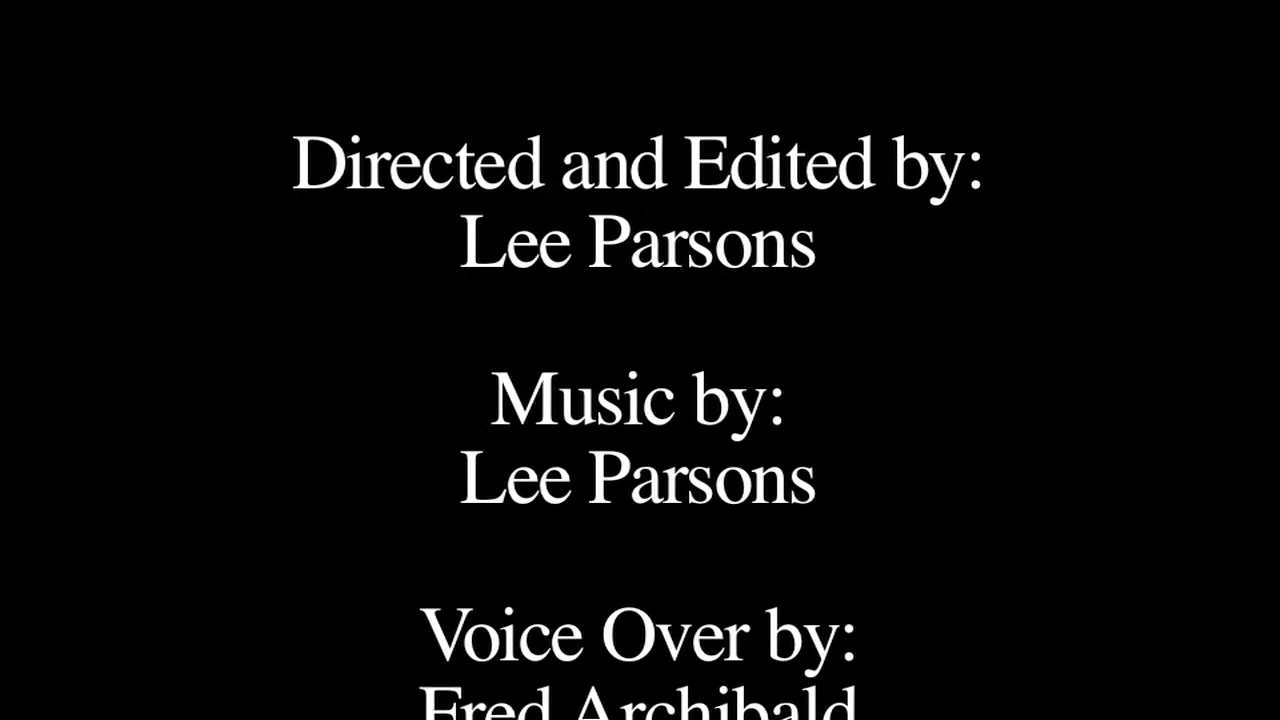 Directed and Edited by:
Lee Parsons
Music by:
Lee Parsons
Voice Over by:
Fred Archibald